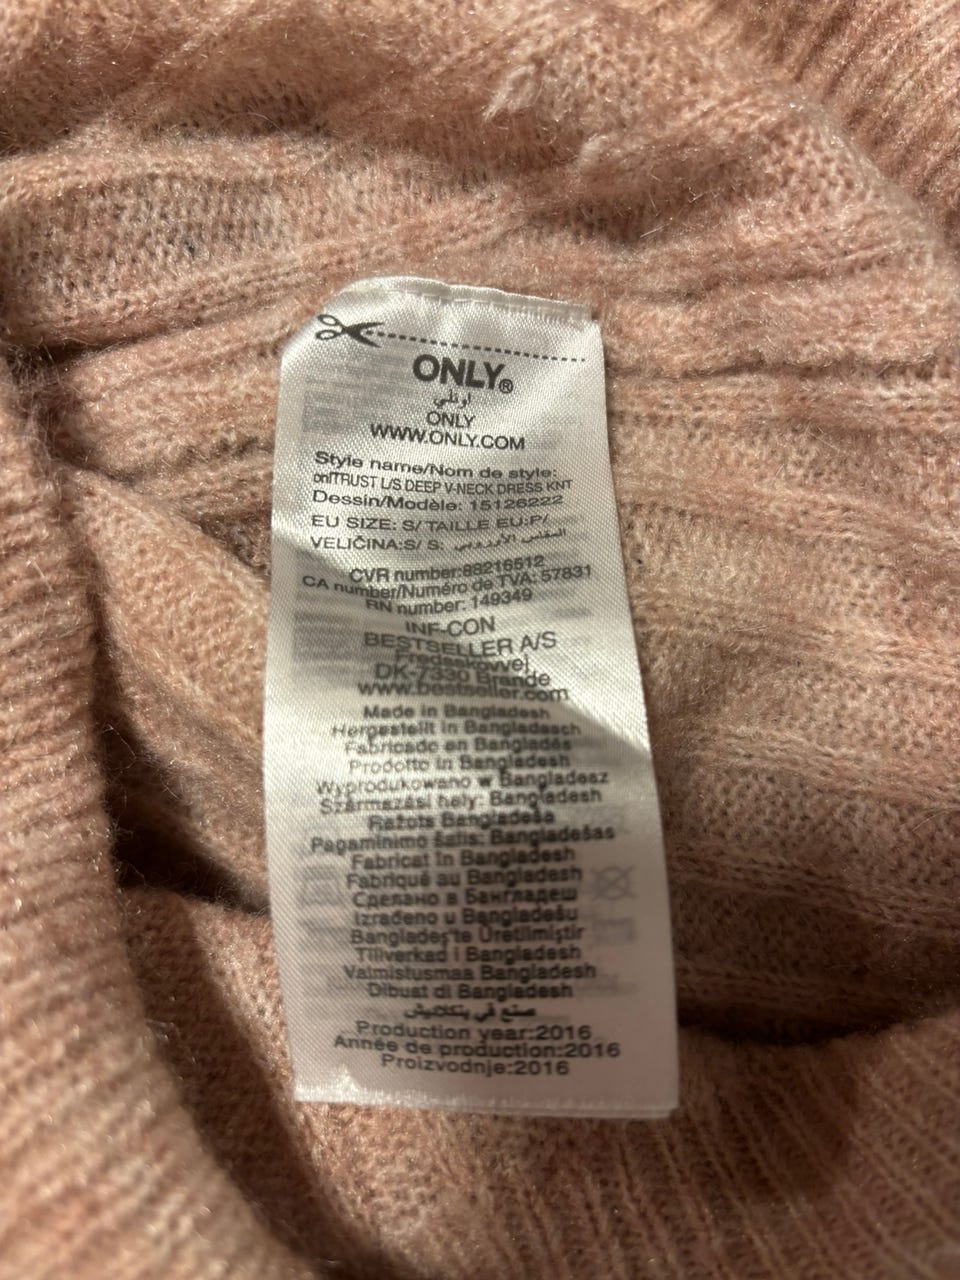 ONLY®
اونلي
ONLY
WWW.ONLY.COM
Style name/Nom de style:
onlTRUST L/S DEEP V-NECK DRESS KNT
Dessin/Modèle: 15126222
EU SIZE: S/ TAILLE EU:P/
VELIČINA:S/ S: المقاس الأوروبي
CVR number:88216512
CA number/Numéro de TVA: 57831
RN number: 149349
INF-CON
BESTSELLER A/S
Fredskovvej
DK-7330 Brande
www.bestseller.com
Made in Bangladesh
Hergestellt in Bangladesch
Fabricado en Bangladés
Prodotto in Bangladesh
Wyprodukowano w Bangladesz
Származási hely: Bangladesh
Ražots Bangladeša
Pagaminimo šalis: Bangladešas
Fabricat în Bangladesh
Fabriqué au Bangladesh
Сделано в Бангладеш
Izrađeno u Bangladešu
Bangladeş'te Üretilmiştir
Tillverkad i Bangladesh
Valmistusmaa Bangladesh
Dibuat di Bangladesh
صنع في بنكلاديش
Production year:2016
Année de production:2016
Proizvodnje:2016